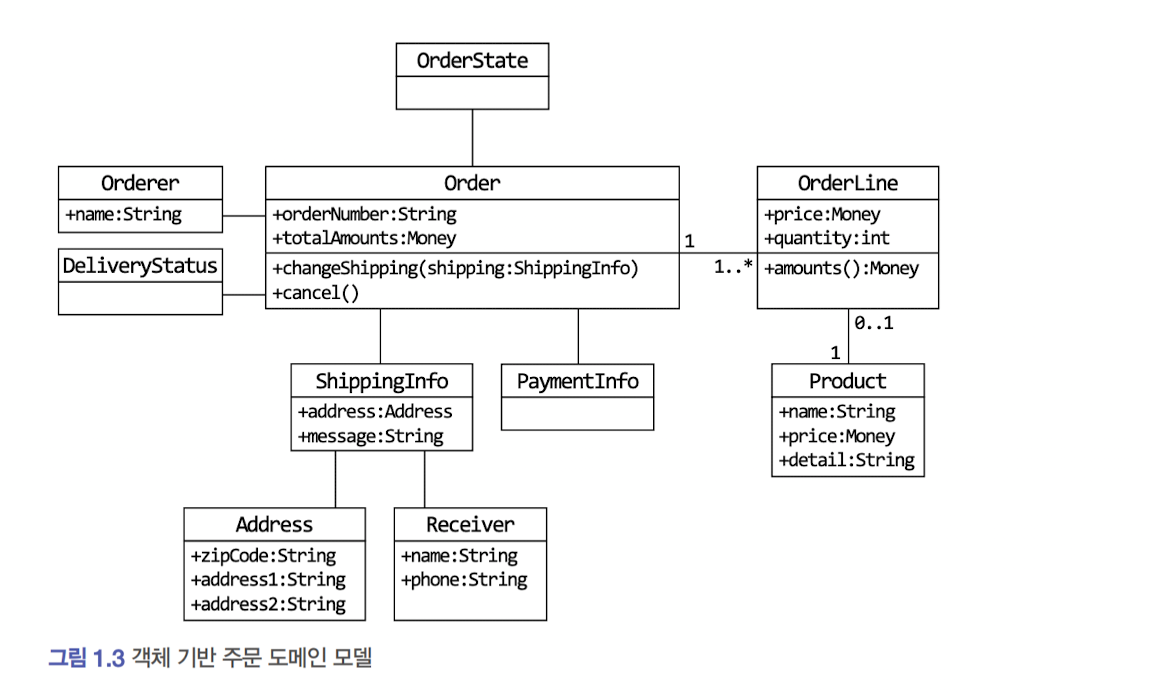 OrderState
Orderer
+name:String
DeliveryStatus
Order
+orderNumber:String
+totalAmounts:Money
+changeShipping(shipping:ShippingInfo)
+cancel()
1
1..*
OrderLine
+price:Money
+quantity:int
+amounts():Money
0..1
1
ShippingInfo
+address:Address
+message:String
PaymentInfo
Product
+name:String
+price:Money
+detail:String
Address
+zipCode:String
+address1:String
+address2:String
Receiver
+name:String
+phone:String
그림 1.3 객체 기반 주문 도메인 모델